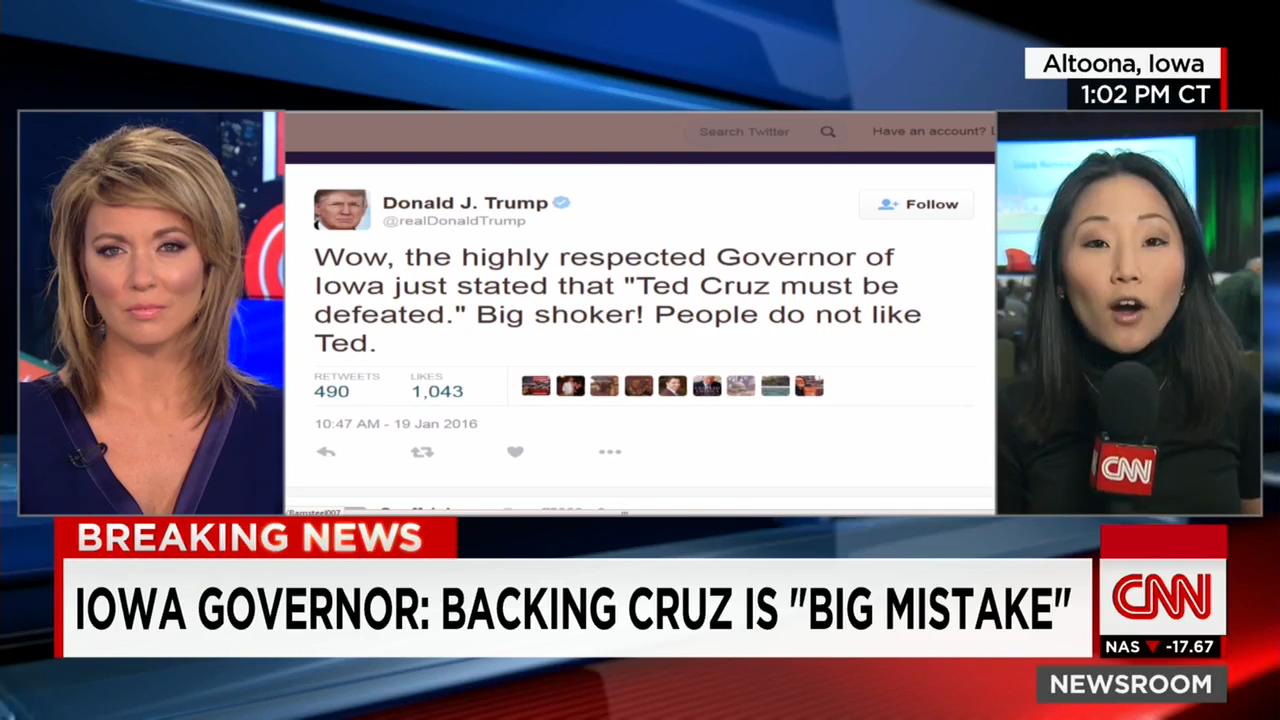 Altoona, Iowa
1:02 PM CT
Search Twitter
Have an account? L
Donald J. Trump
@realDonaldTrump
Follow
Wow, the highly respected Governor of
Iowa just stated that "Ted Cruz must be
defeated." Big shoker! People do not like
Ted.
RETWEETS LIKES
490 1,043
10:47 AM - 19 Jan 2016
CNN
BREAKING NEWS
IOWA GOVERNOR: BACKING CRUZ IS "BIG MISTAKE"
CNN
NAS -17.67
NEWSROOM